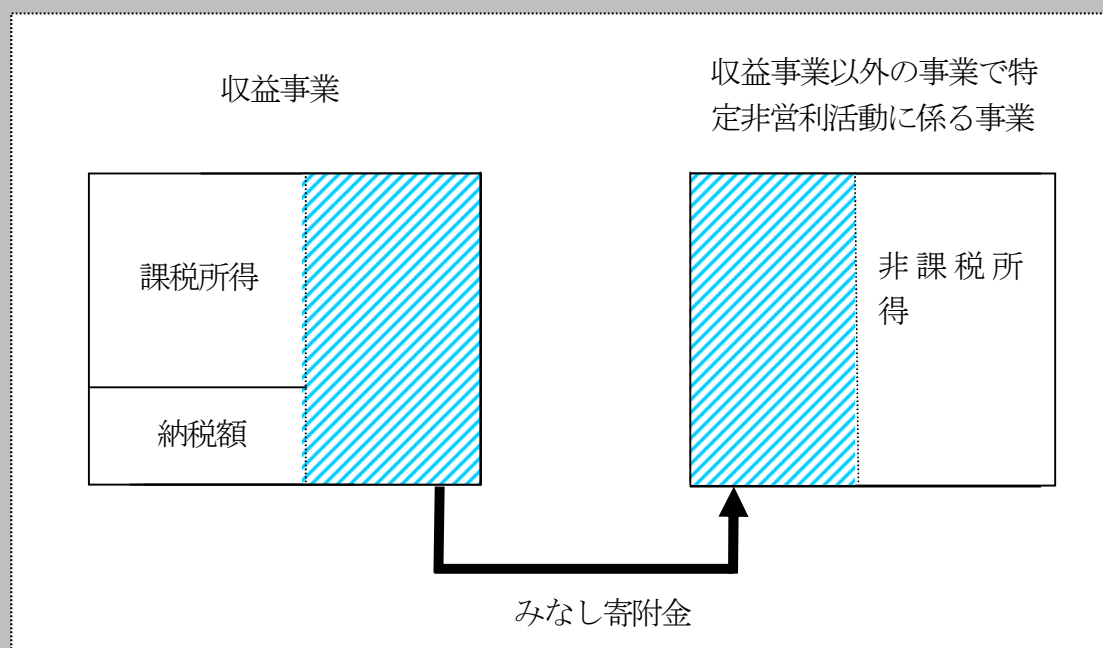 収益事業
収益事業以外の事業で特
定非営利活動に係る事業
課税所得
納税額
非課税所
得
みなし寄附金